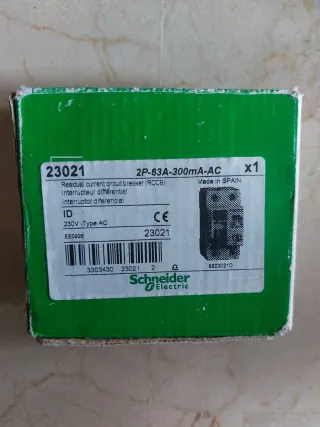 23021 2P-63A-300mA-AC x1
Residual current circuit breaker (RCCB) Made in SPAIN
Interrupteur différentiel
Interruptor diferencial
ID CE
230V -Type AC 23021
3303430 23021 2
Schneider
Electric